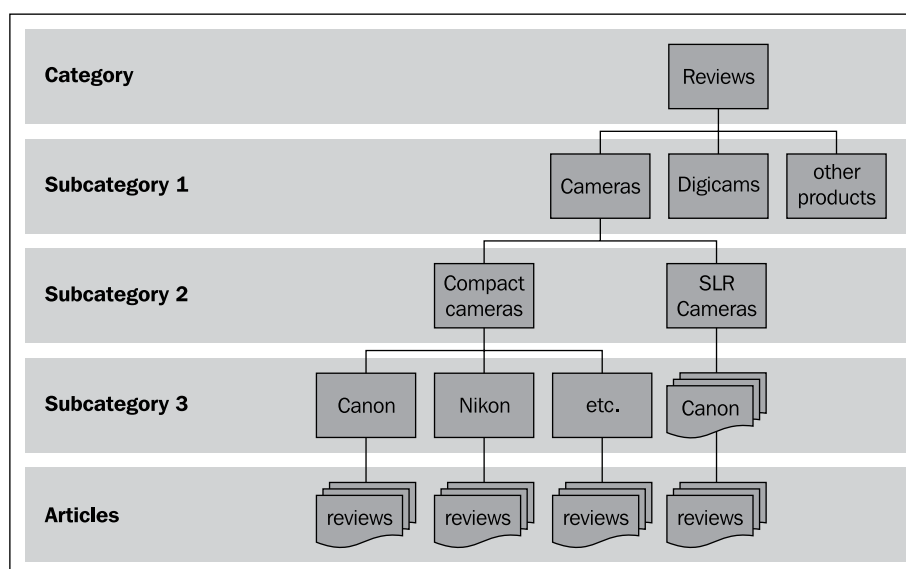 Category
Reviews
Subcategory 1
Cameras
Digicams
other
products
Subcategory 2
Compact
cameras
SLR
Cameras
Subcategory 3
Canon
Nikon
etc.
Canon
Articles
reviews
reviews
reviews
reviews